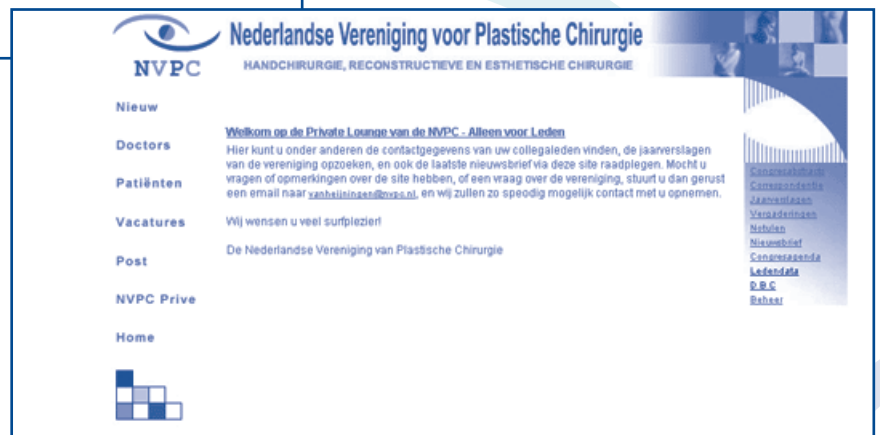 NVPC
Nederlandse Vereniging voor Plastische Chirurgie
HANDCHIRURGIE, RECONSTRUCTIEVE EN ESTHETISCHE CHIRURGIE
Nieuw
Doctors
Patiënten
Vacatures
Post
NVPC Prive
Home
Welkom op de Private Lounge van de NVPC - Alleen voor Leden
Hier kunt u onder anderen de contactgegevens van uw collegaleden vinden, de jaarverslagen
van de vereniging opzoeken, en ook de laatste nieuwsbrief via deze site raadplegen. Mocht u
vragen of opmerkingen over de site hebben, of een vraag over de vereniging, stuurt u dan gerust
een email naar vanheijningen@nvpc.nl, en wij zullen zo speodig mogelijk contact met u opnemen.
Wij wensen u veel surfplezier!
De Nederlandse Vereniging van Plastische Chirurgie
Correspondentie
Jaarverslagen
Vergaderingen
Notulen
Nieuwsbrief
Congresagenda
Ledendata
D B C
Beheer